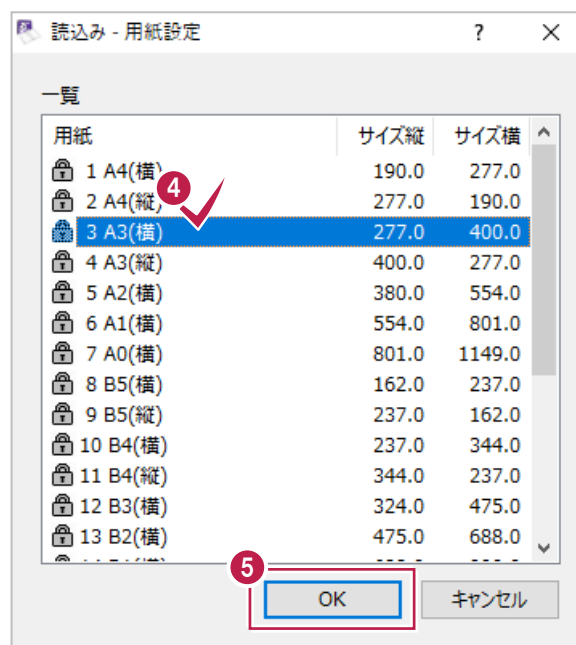 読込み - 用紙設定 ? ×
一覧
用紙 サイズ縦 サイズ横
1 A4(横) 190.0 277.0
4
2 A4(縦) 277.0 190.0
3 A3(横) 277.0 400.0
4 A3(縦) 400.0 277.0
5 A2(横) 380.0 554.0
6 A1(横) 554.0 801.0
7 A0(横) 801.0 1149.0
8 B5(横) 162.0 237.0
9 B5(縦) 237.0 162.0
10 B4(横) 237.0 344.0
11 B4(縦) 344.0 237.0
12 B3(横) 324.0 475.0
13 B2(横) 475.0 688.0
5
OK キャンセル